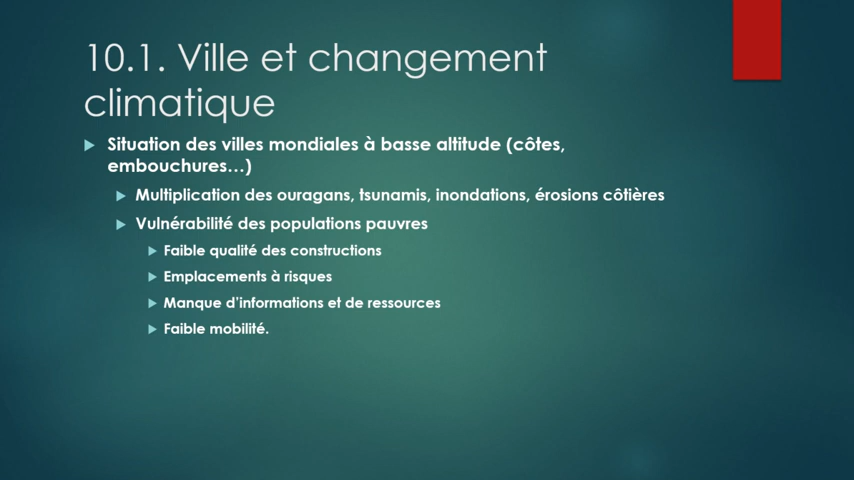 10.1. Ville et changement
climatique
Situation des villes mondiales à basse altitude (côtes,
embouchures…)
Multiplication des ouragans, tsunamis, inondations, érosions côtières
Vulnérabilité des populations pauvres
Faible qualité des constructions
Emplacements à risques
Manque d'informations et de ressources
Faible mobilité.